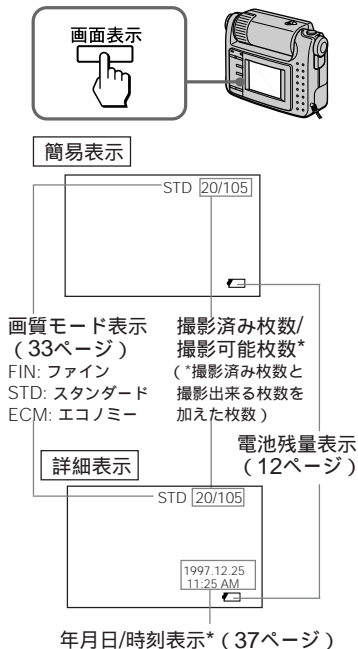 画面表示
簡易表示
STD 20/105
画質モード表示
（33ページ）
FIN: ファイン
STD: スタンダード
ECM: エコノミー
撮影済み枚数/
撮影可能枚数*
（*撮影済み枚数と
撮影出来る枚数を
加えた枚数）
電池残量表示
（12ページ）
詳細表示
STD 20/105
1997.12.25
11:25 AM
年月日/時刻表示*（37ページ）